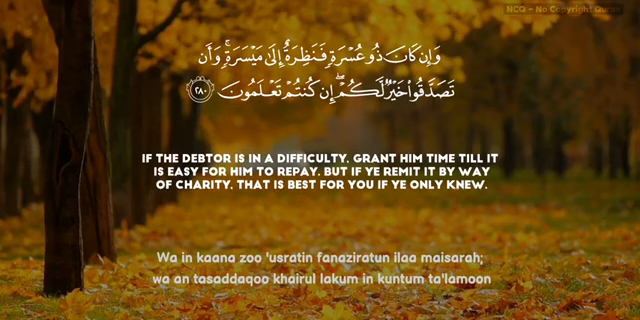 NCQ - No Copyright Quran
وَإِن كَانَ ذُو عُسْرَةٍ فَنَظِرَةٌ إِلَىٰ مَيْسَرَةٍ ۚ وَأَن
تَصَدَّقُوا۟ خَيْرٌ لَّكُمْ ۖ إِن كُنتُمْ تَعْلَمُونَ ٢٨٠
IF THE DEBTOR IS IN A DIFFICULTY, GRANT HIM TIME TILL IT
IS EASY FOR HIM TO REPAY. BUT IF YE REMIT IT BY WAY
OF CHARITY, THAT IS BEST FOR YOU IF YE ONLY KNEW.
Wa in kaana zoo 'usratin fanaziratun ilaa maisarah;
wa an tasaddaqoo khairul lakum in kuntum ta'lamoon